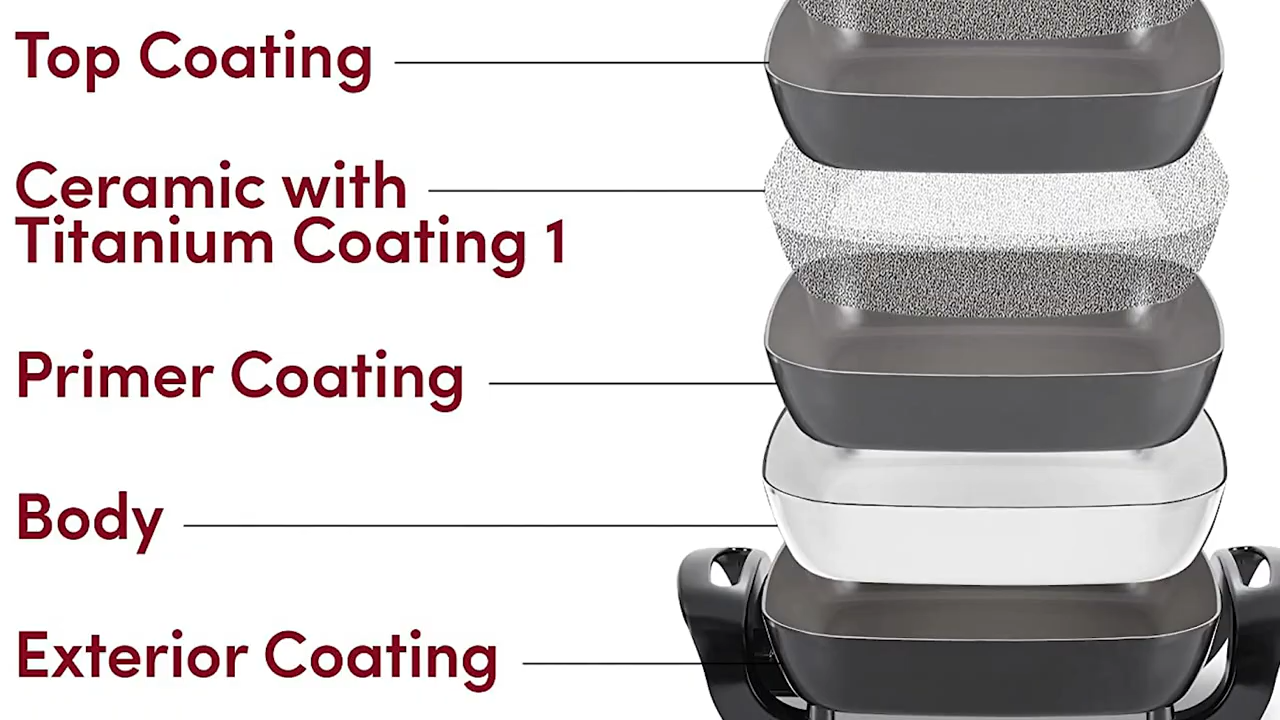 Top Coating
Ceramic with
Titanium Coating 1
Primer Coating
Body
Exterior Coating